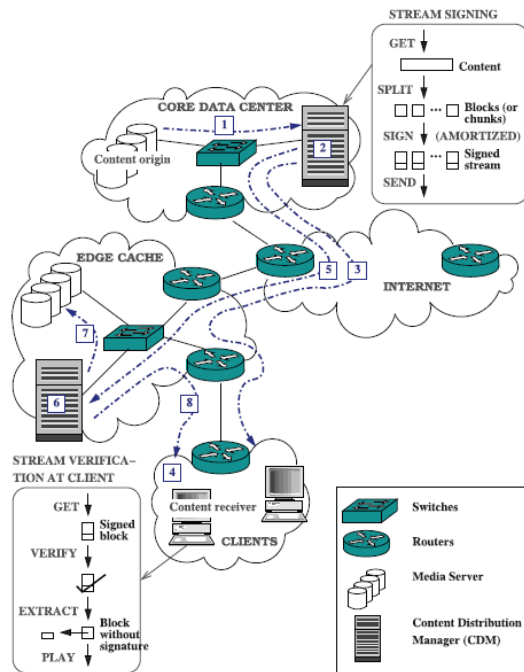 STREAM SIGNING
GET
Content
SPLIT
Blocks (or
chunks)
SIGN (AMORTIZED)
Signed
stream
SEND
CORE DATA CENTER
1
2
Content origin
5
3
INTERNET
EDGE CACHE
7
6
8
4
Content receiver
CLIENTS
STREAM VERIFICA–
TION AT CLIENT
GET
Signed
block
VERIFY
EXTRACT
Block
without
signature
PLAY
Switches
Routers
Media Server
Content Distribution
Manager (CDM)